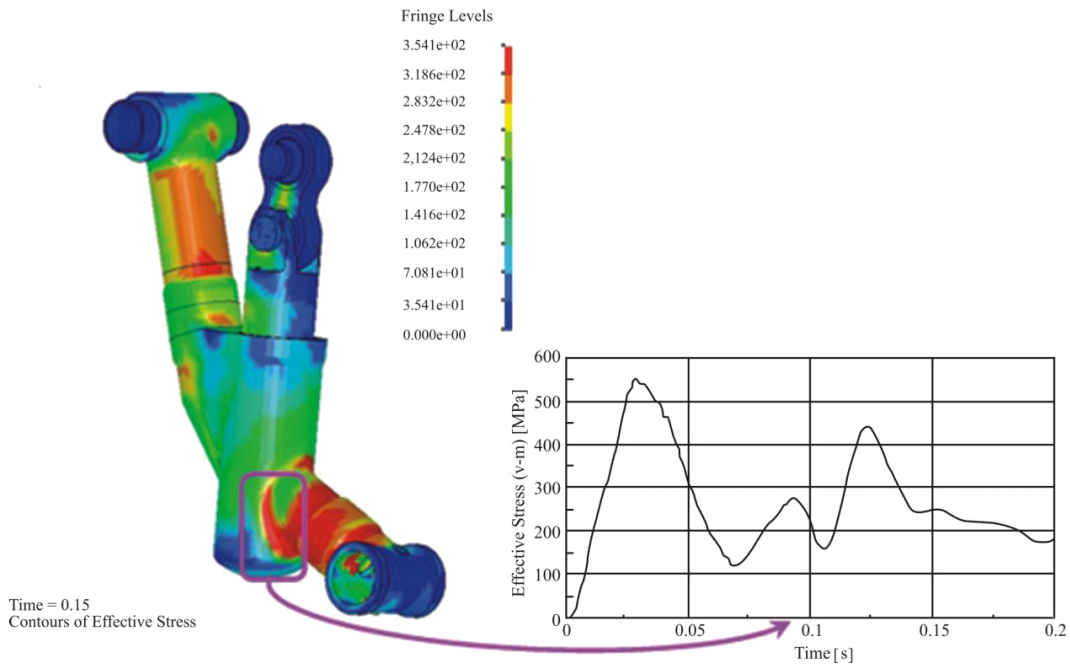 Fringe Levels
3.541e+02
3.186e+02
2.832e+02
2.478e+02
2,124e+02
1.770e+02
1.416e+02
1.062e+02
7.081e+01
3.541e+01
0.000e+00
Time = 0.15
Contours of Effective Stress
Effective Stress (v-m) [MPa]
600
500
400
300
200
100
0
0
0.05
0.1
0.15
0.2
Time [s]